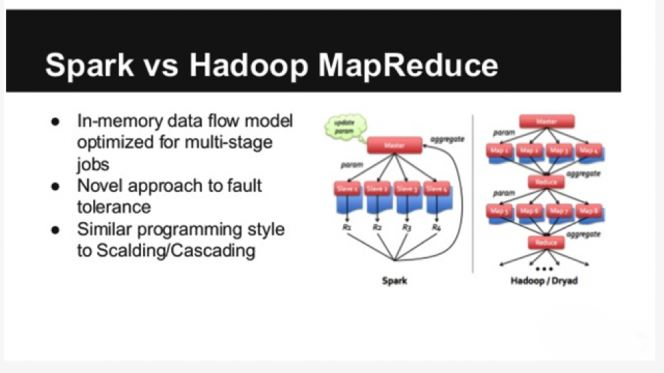 Spark vs Hadoop MapReduce
● In-memory data flow model
optimized for multi-stage
jobs
● Novel approach to fault
tolerance
● Similar programming style
to Scalding/Cascading
update
param
Master
aggregate
param
Slave 1 Slave 2 Slave 3 Slave 4
R1 R2 R3 R4
Spark
Master
param
Map 1 Map 2 Map 3 Map 4
aggregate
Reduce
param
Map 5 Map 6 Map 7 Map 8
aggregate
Reduce
•••
Hadoop / Dryad